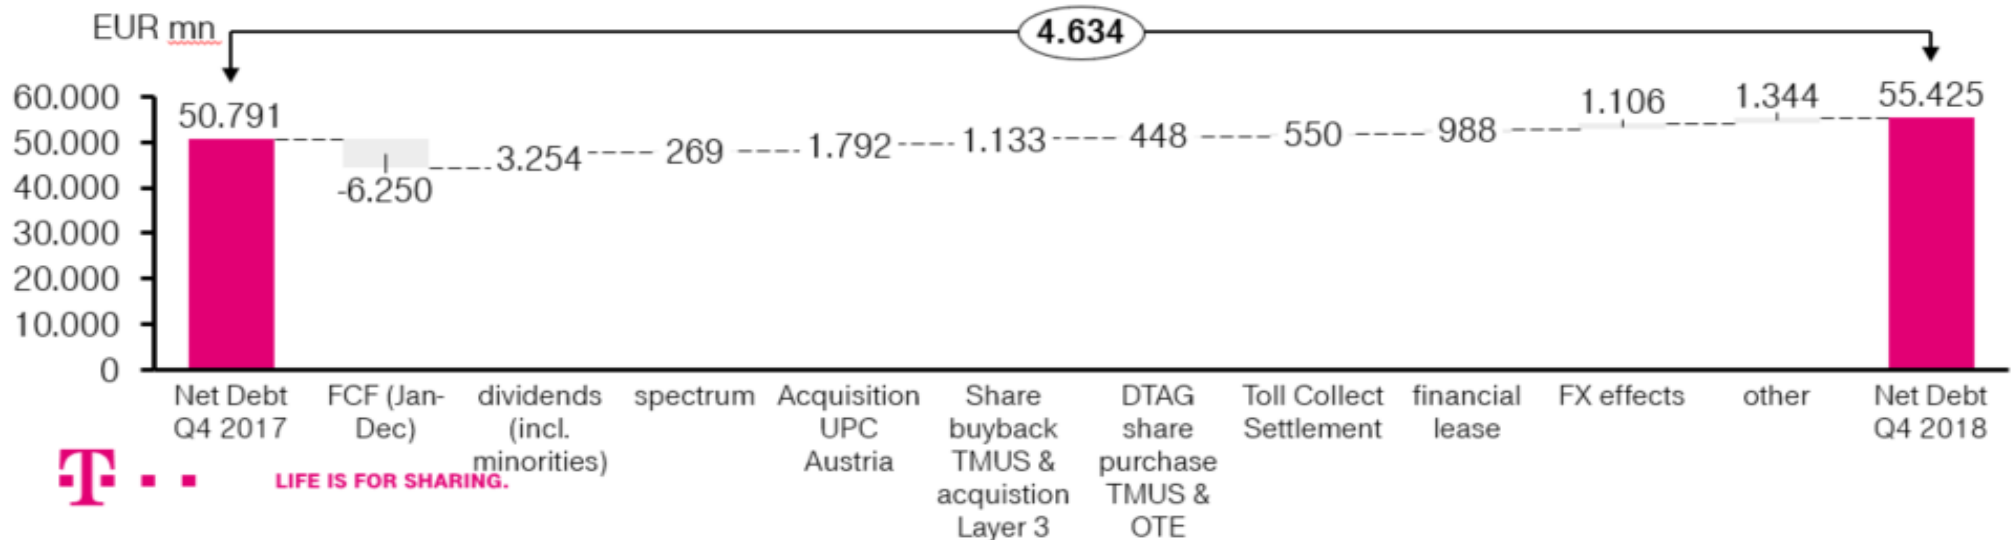 EUR mn
4.634
60.000
50.000
40.000
30.000
20.000
10.000
0
50.791
-6.250
3.254
269
1.792
1.133
448
550
988
1.106
1.344
55.425
Net Debt
Q4 2017
FCF (Jan-
Dec)
dividends
(incl.
minorities)
spectrum
Acquisition
UPC
Austria
Share
buyback
TMUS &
acquistion
Layer 3
DTAG
share
purchase
TMUS &
OTE
Toll Collect
Settlement
financial
lease
FX effects
other
Net Debt
Q4 2018
T
LIFE IS FOR SHARING.